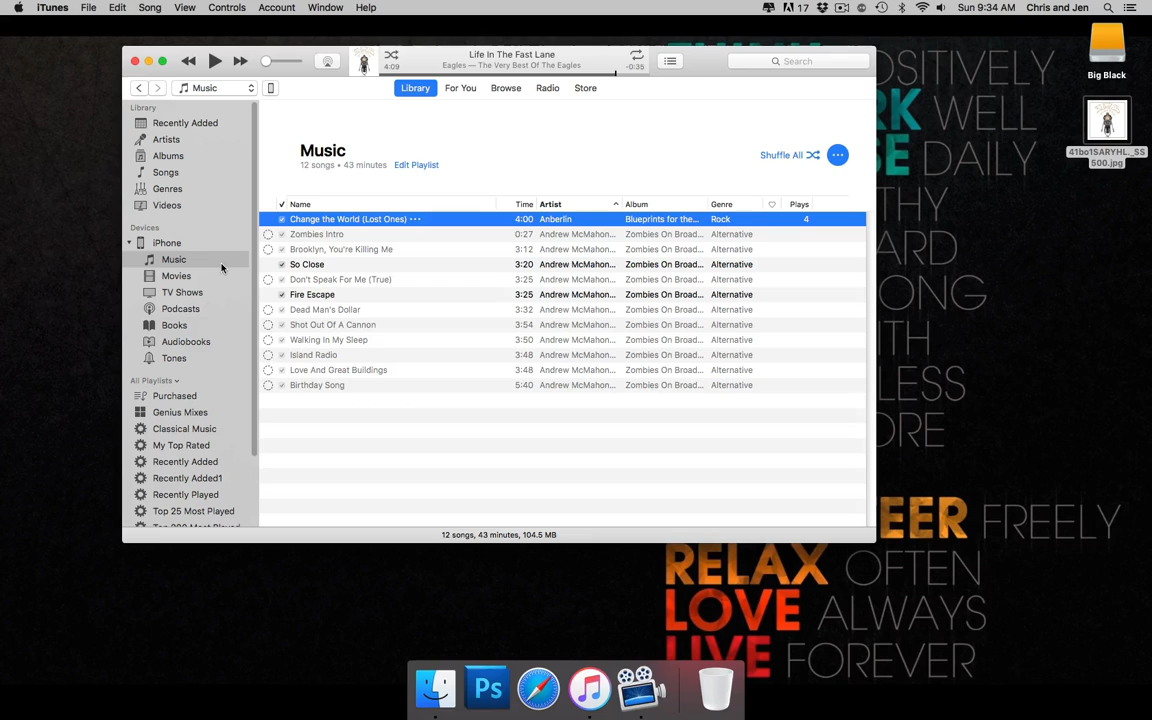 iTunes File Edit Song View Controls Account Window Help 17 Sun 9:34 AM Chris and Jen
Life In The Fast Lane
4:09 Eagles — The Very Best Of The Eagles -0:35
Search
Music
Library For You Browse Radio Store
Library
Recently Added
Artists
Albums
Songs
Genres
Videos
Devices
iPhone
Music
Movies
TV Shows
Podcasts
Books
Audiobooks
Tones
All Playlists
Purchased
Genius Mixes
Classical Music
My Top Rated
Recently Added
Recently Added1
Recently Played
Top 25 Most Played
Music
12 songs • 43 minutes Edit Playlist
Shuffle All
✓ Name Time Artist Album Genre Plays
Change the World (Lost Ones) ••• 4:00 Anberlin Blueprints for the... Rock 4
Zombies Intro 0:27 Andrew McMahon... Zombies On Broad... Alternative
Brooklyn, You're Killing Me 3:12 Andrew McMahon... Zombies On Broad... Alternative
So Close 3:20 Andrew McMahon... Zombies On Broad... Alternative
Don't Speak For Me (True) 3:25 Andrew McMahon... Zombies On Broad... Alternative
Fire Escape 3:25 Andrew McMahon... Zombies On Broad... Alternative
Dead Man's Dollar 3:32 Andrew McMahon... Zombies On Broad... Alternative
Shot Out Of A Cannon 3:54 Andrew McMahon... Zombies On Broad... Alternative
Walking In My Sleep 3:50 Andrew McMahon... Zombies On Broad... Alternative
Island Radio 3:48 Andrew McMahon... Zombies On Broad... Alternative
Love And Great Buildings 3:48 Andrew McMahon... Zombies On Broad... Alternative
Birthday Song 5:40 Andrew McMahon... Zombies On Broad... Alternative
12 songs, 43 minutes, 104.5 MB
Big Black
41bo1SARYHL._SS
500.jpg
POSITIVELY
WELL
DAILY
RELAX OFTEN
LOVE ALWAYS
LIVE FOREVER
FREELY
Ps